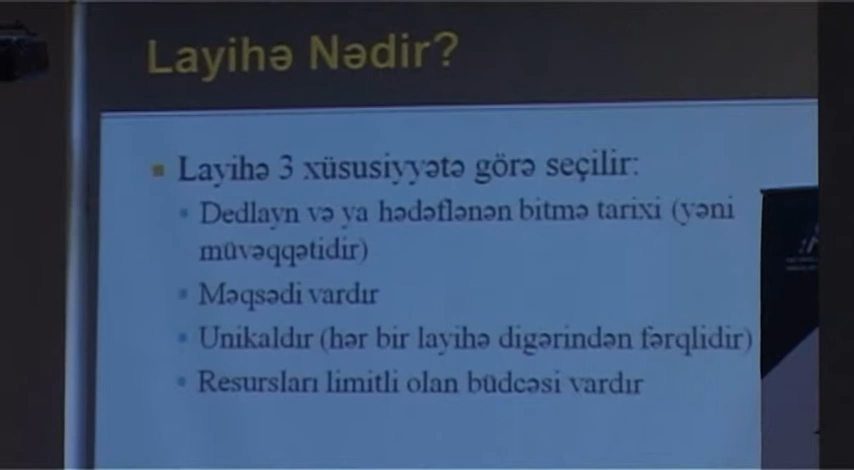 Layihə Nədir?
Layihə 3 xüsusiyyətə görə seçilir:
Dedlayn və ya hədəflənən bitmə tarixi (yəni
müvəqqətidir)
Məqsədi vardır
Unikaldır (hər bir layihə digərindən fərqlidir)
Resursları limitli olan büdcəsi vardır